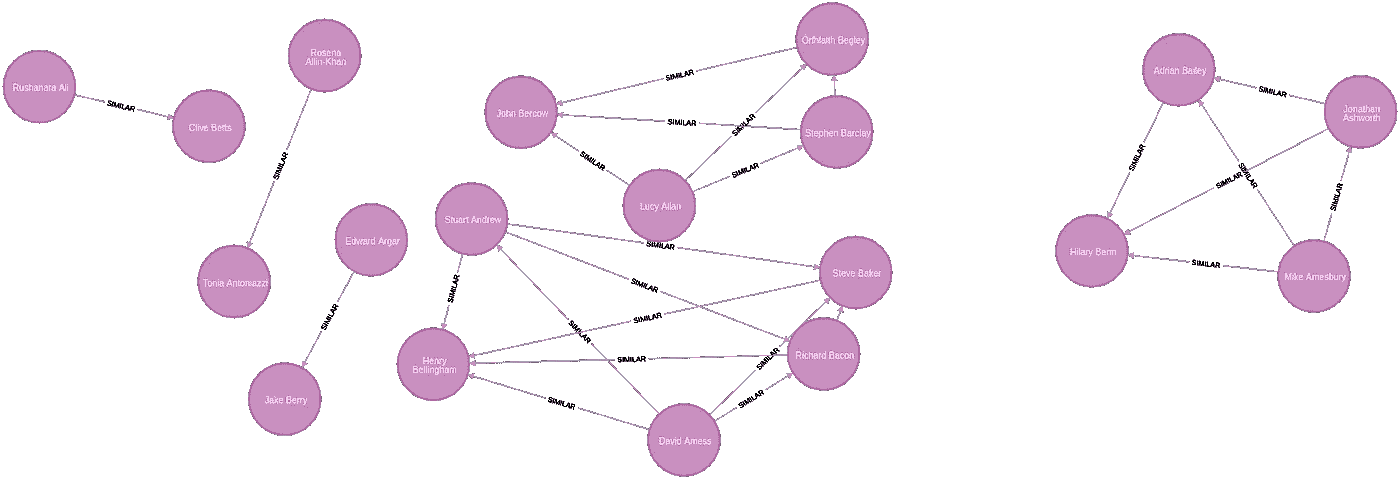 Rushanara Ali
SIMILAR
Clive Betts
Rosena
Allin-Khan
SIMILAR
Tonia Antoniazzi
Edward Argar
SIMILAR
Jake Berry
Órfhlaith Begley
SIMILAR
John Bercow
SIMILAR
SIMILAR
Stephen Barclay
SIMILAR
SIMILAR
Lucy Allan
Stuart Andrew
SIMILAR
Steve Baker
SIMILAR
SIMILAR
SIMILAR
SIMILAR
Henry
Bellingham
SIMILAR
SIMILAR
Richard Bacon
SIMILAR
SIMILAR
David Amess
Adrian Bailey
SIMILAR
Jonathan
Ashworth
SIMILAR
SIMILAR
SIMILAR
SIMILAR
Hilary Benn
SIMILAR
Mike Amesbury